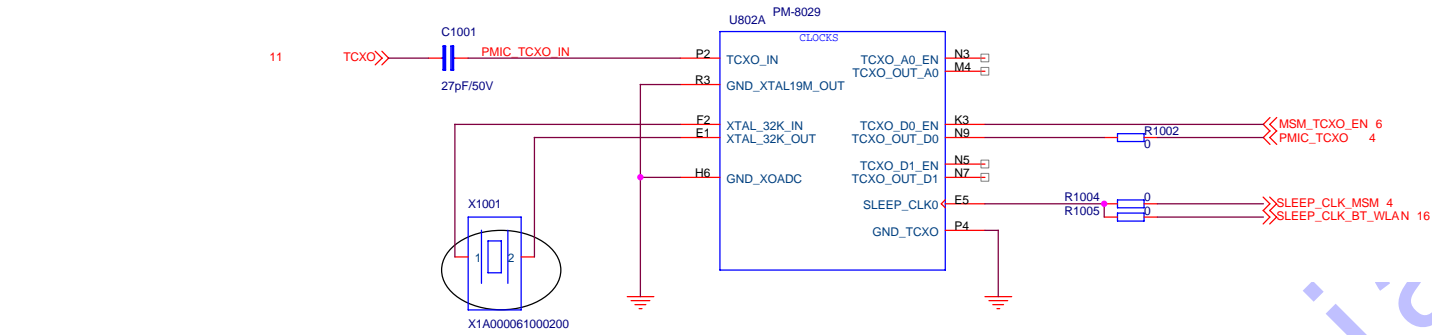 U802A PM-8029
CLOCKS
C1001
11 TCXO PMIC_TCXO_IN
27pF/50V
P2 TCXO_IN TCXO_A0_EN N3
TCXO_OUT_A0 M4
R3 GND_XTAL19M_OUT
F2 XTAL_32K_IN TCXO_D0_EN K3 MSM_TCXO_EN 6
E1 XTAL_32K_OUT TCXO_OUT_D0 N9 R1002 0 PMIC_TCXO 4
TCXO_D1_EN N5
H6 GND_XOADC TCXO_OUT_D1 N7
SLEEP_CLK0 E5 R1004 0 SLEEP_CLK_MSM 4
R1005 0 SLEEP_CLK_BT_WLAN 16
GND_TCXO P4
X1001
1 2
X1A000061000200